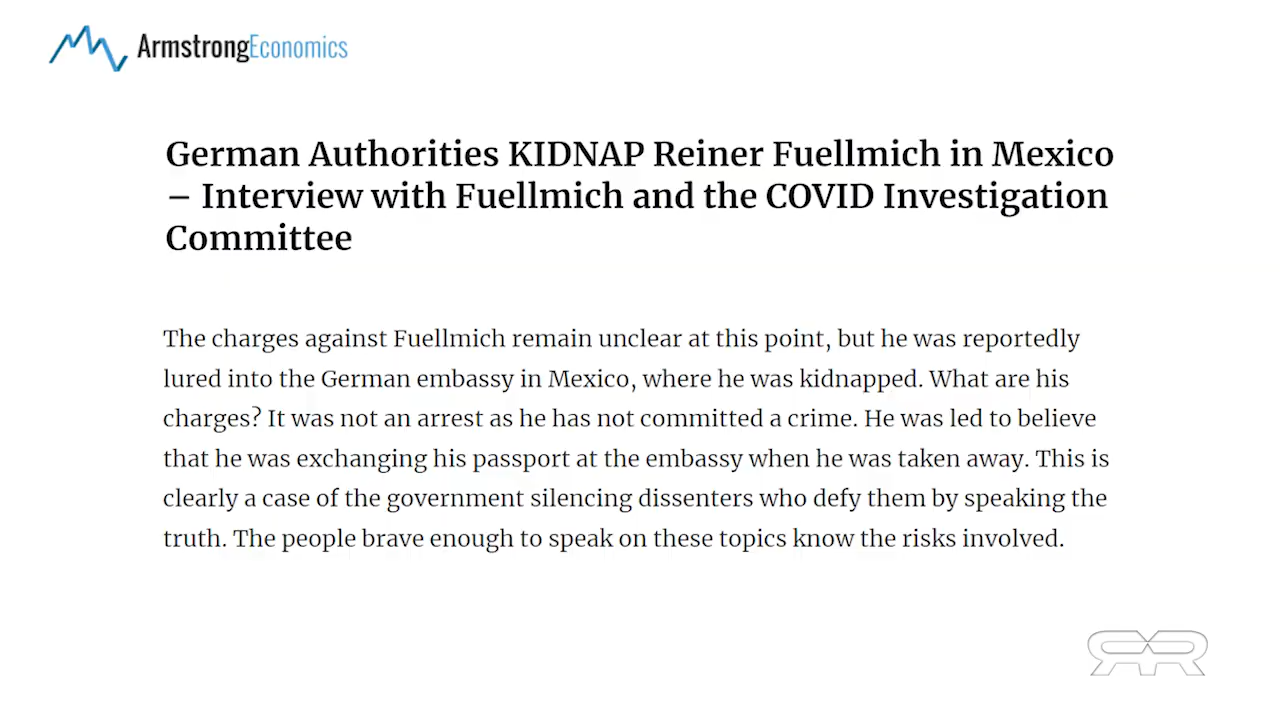 ArmstrongEconomics
German Authorities KIDNAP Reiner Fuellmich in Mexico
– Interview with Fuellmich and the COVID Investigation
Committee
The charges against Fuellmich remain unclear at this point, but he was reportedly
lured into the German embassy in Mexico, where he was kidnapped. What are his
charges? It was not an arrest as he has not committed a crime. He was led to believe
that he was exchanging his passport at the embassy when he was taken away. This is
clearly a case of the government silencing dissenters who defy them by speaking the
truth. The people brave enough to speak on these topics know the risks involved.
RR